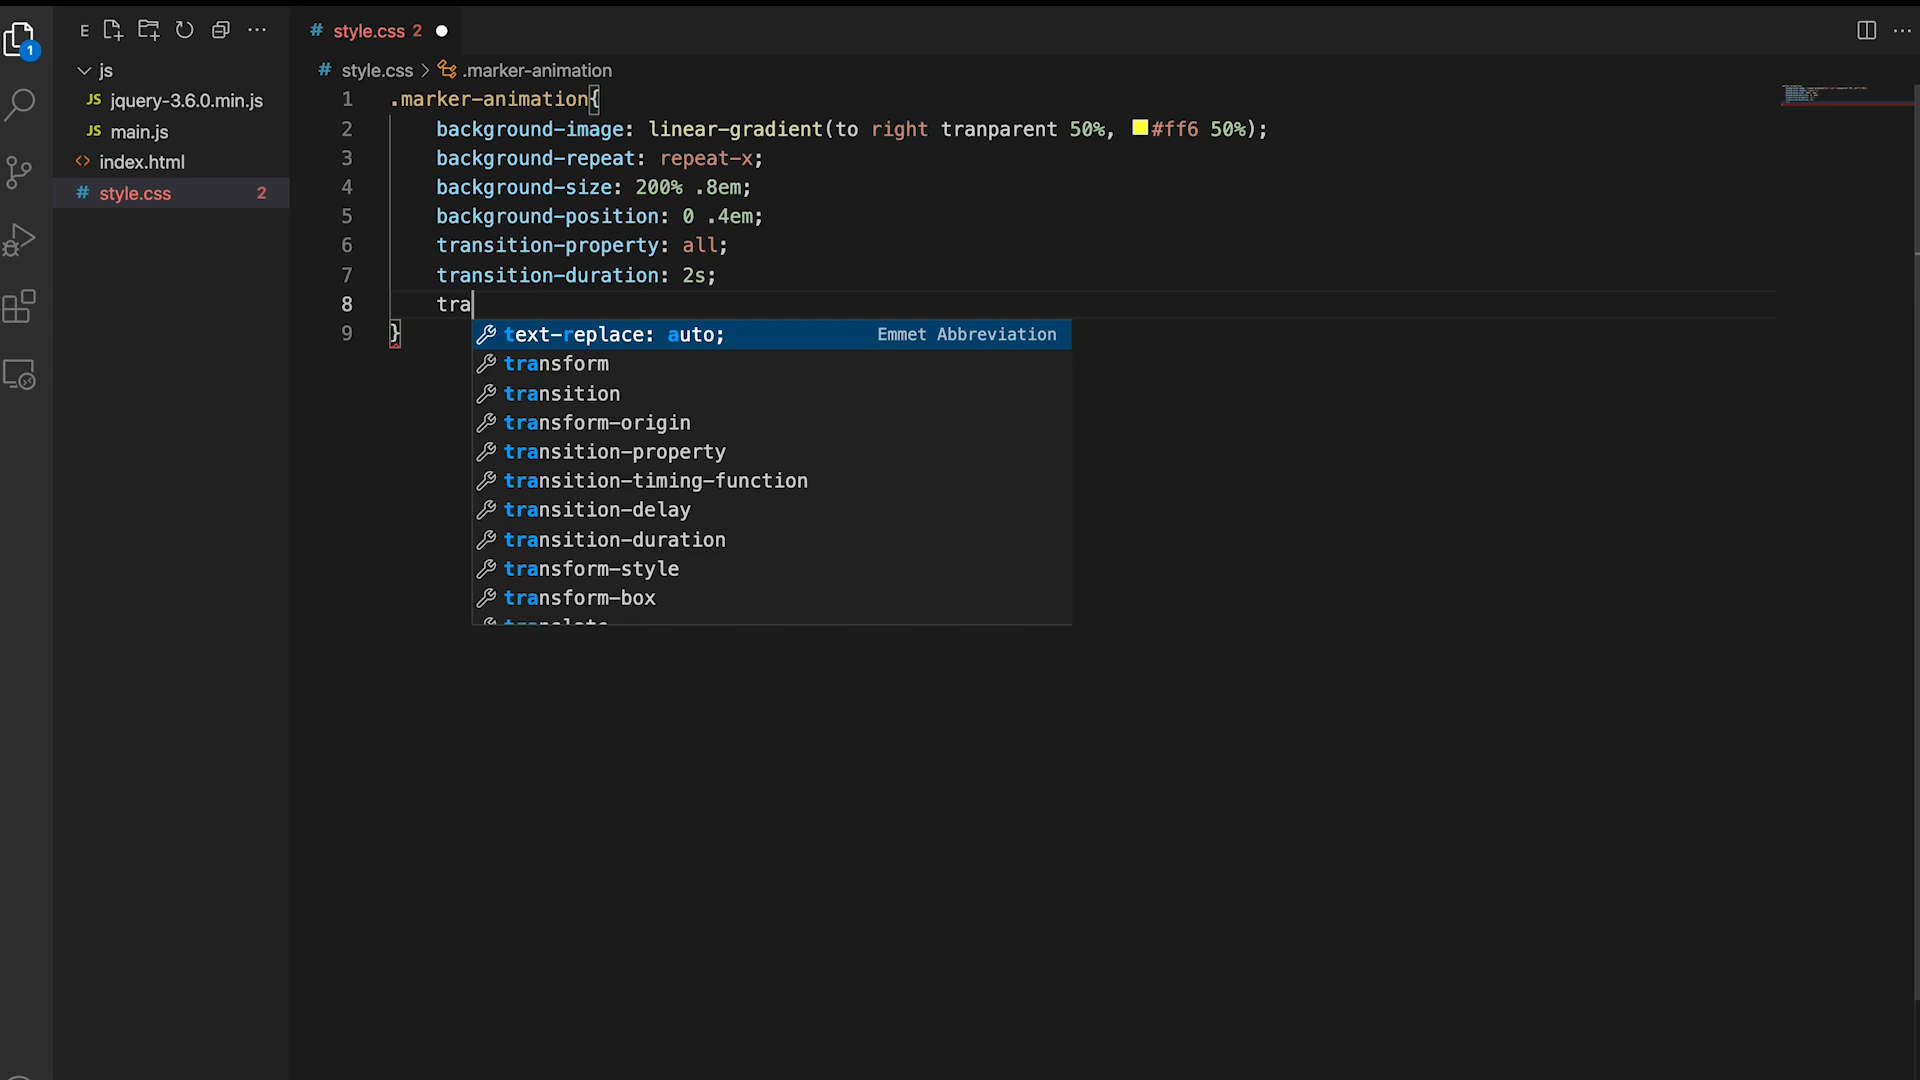 E
js
JS jquery-3.6.0.min.js
JS main.js
<> index.html
# style.css 2
1
# style.css 2
# style.css > .marker-animation
1 .marker-animation{
2 background-image: linear-gradient(to right tranparent 50%, #ff6 50%);
3 background-repeat: repeat-x;
4 background-size: 200% .8em;
5 background-position: 0 .4em;
6 transition-property: all;
7 transition-duration: 2s;
8 tra
9 }
text-replace: auto; Emmet Abbreviation
transform
transition
transform-origin
transition-property
transition-timing-function
transition-delay
transition-duration
transform-style
transform-box